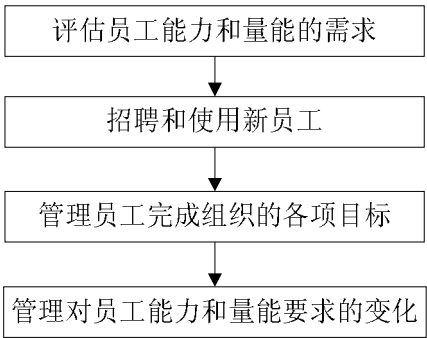 评估员工能力和量能的需求
招聘和使用新员工
管理员工完成组织的各项目标
管理对员工能力和量能要求的变化